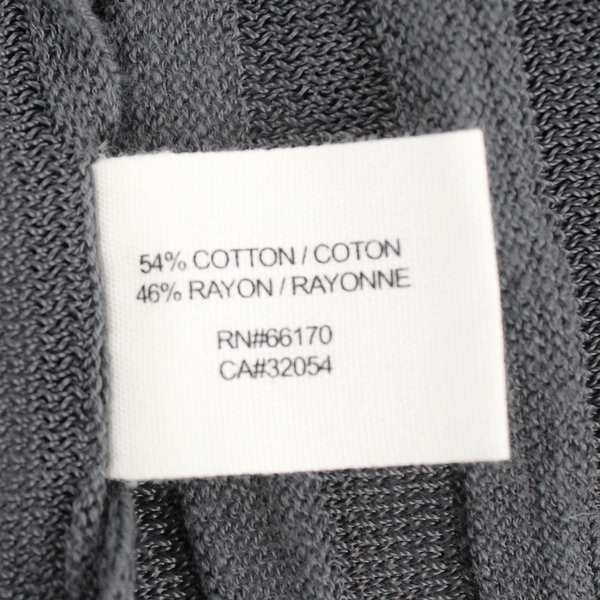 54% COTTON / COTON
46% RAYON / RAYONNE
RN#66170
CA#32054